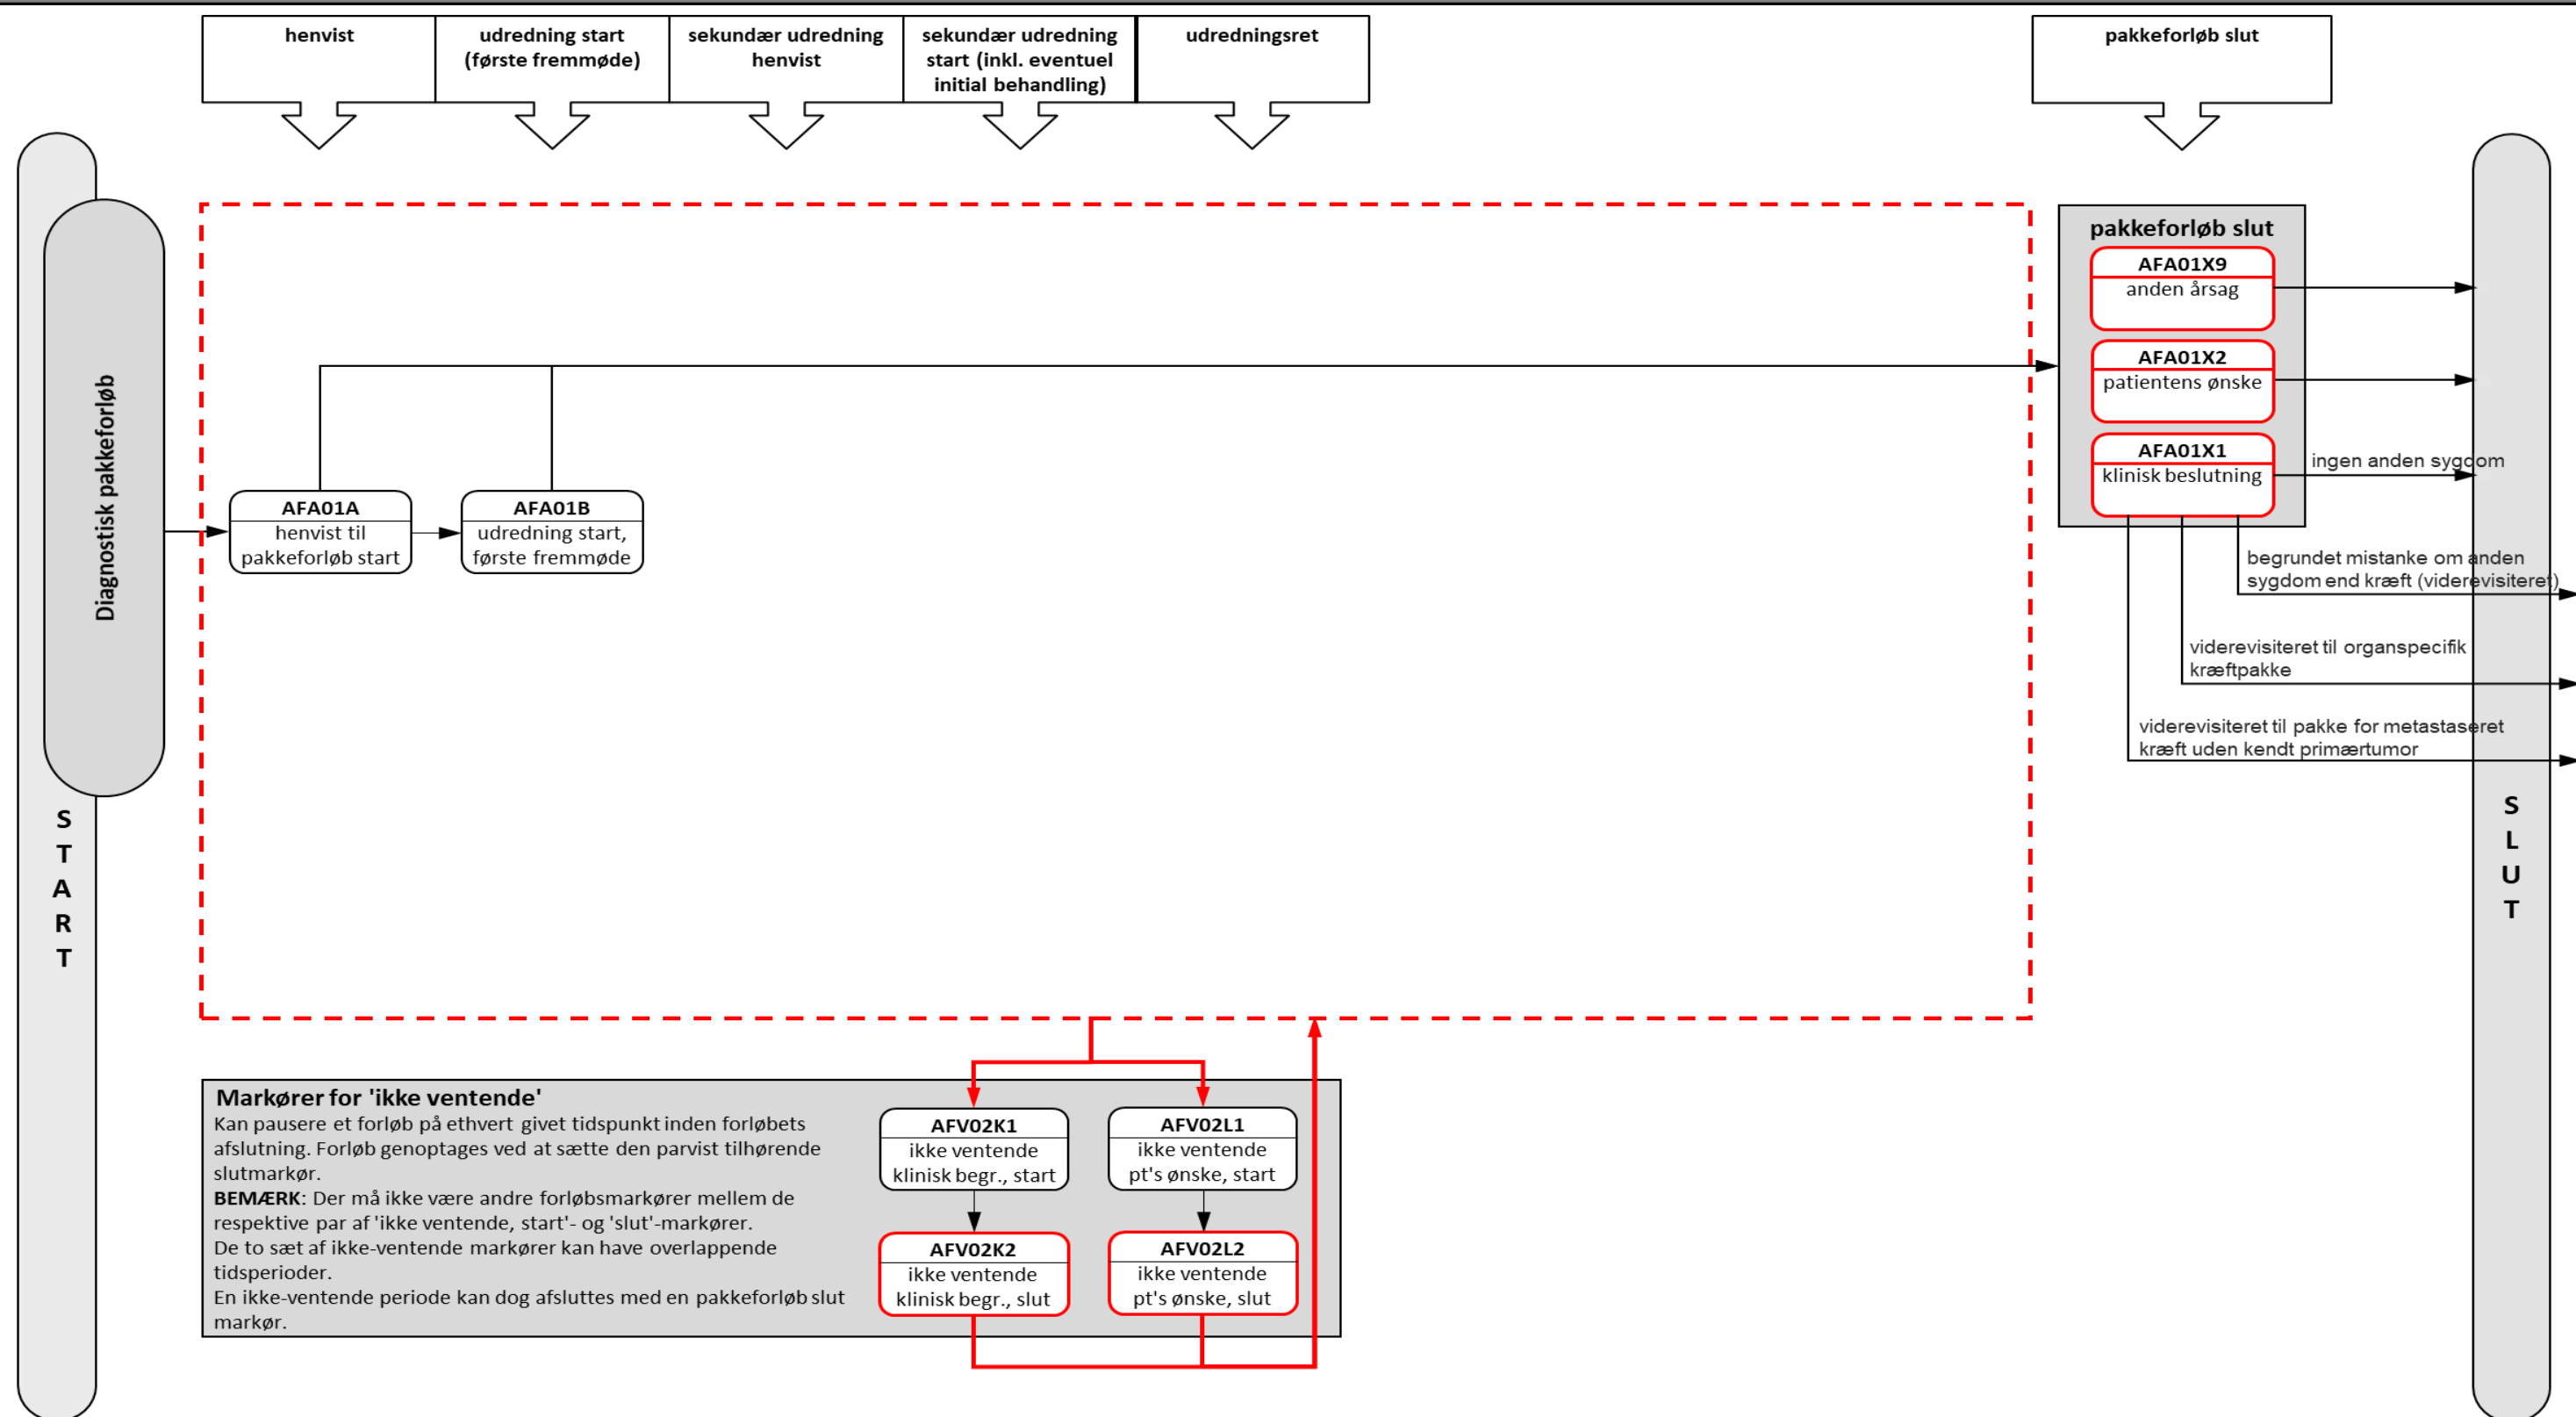 henvist
udredning start
(første fremmøde)
sekundær udredning
henvist
sekundær udredning
start (inkl. eventuel
initial behandling)
udredningsret
pakkeforløb slut
START
Diagnostisk pakkeforløb
AFA01A
henvist til
pakkeforløb start
AFA01B
udredning start,
første fremmøde
pakkeforløb slut
AFA01X9
anden årsag
AFA01X2
patientens ønske
AFA01X1
klinisk beslutning
ingen anden sygdom
begrundet mistanke om anden
sygdom end kræft (viderevisiteret)
viderevisiteret til organspecifik
kræftpakke
viderevisiteret til pakke for metastaseret
kræft uden kendt primærtumor
SLUT
Markører for 'ikke ventende'
Kan pausere et forløb på ethvert givet tidspunkt inden forløbets
afslutning. Forløb genoptages ved at sætte den parvist tilhørende
slutmarkør.
BEMÆRK: Der må ikke være andre forløbsmarkører mellem de
respektive par af 'ikke ventende, start'- og 'slut'-markører.
De to sæt af ikke-ventende markører kan have overlappende
tidsperioder.
En ikke-ventende periode kan dog afsluttes med en pakkeforløb slut
markør.
AFV02K1
ikke ventende
klinisk begr., start
AFV02L1
ikke ventende
pt's ønske, start
AFV02K2
ikke ventende
klinisk begr., slut
AFV02L2
ikke ventende
pt's ønske, slut